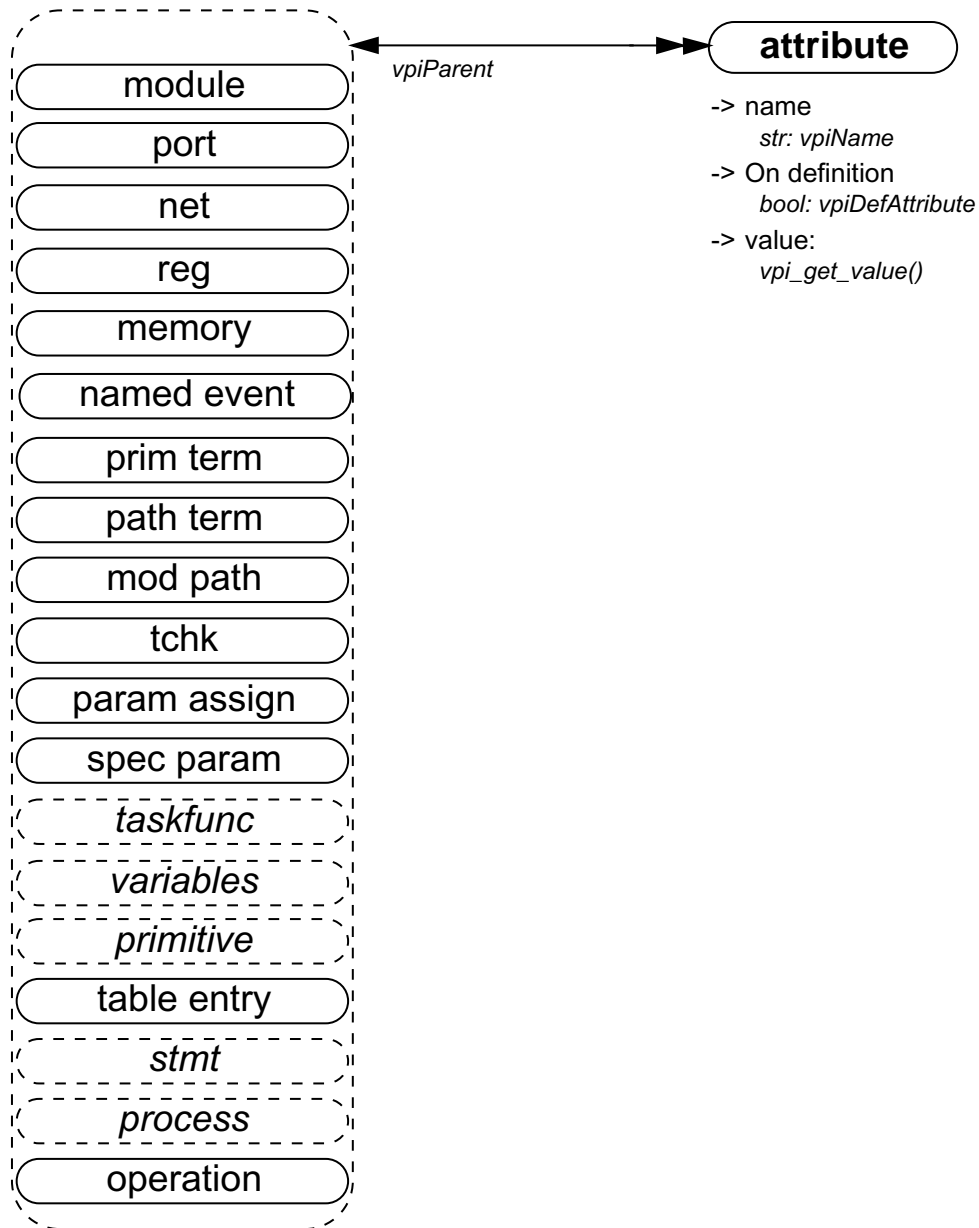 attribute
vpiParent
module
-> name
str: vpiName
port
-> On definition
net
bool: vpiDefAttribute
-> value:
reg
vpi_get_value()
memory
named event
prim term
path term
mod path
tchk
param assign
spec param
taskfunc
variables
primitive
table entry
stmt
process
operation